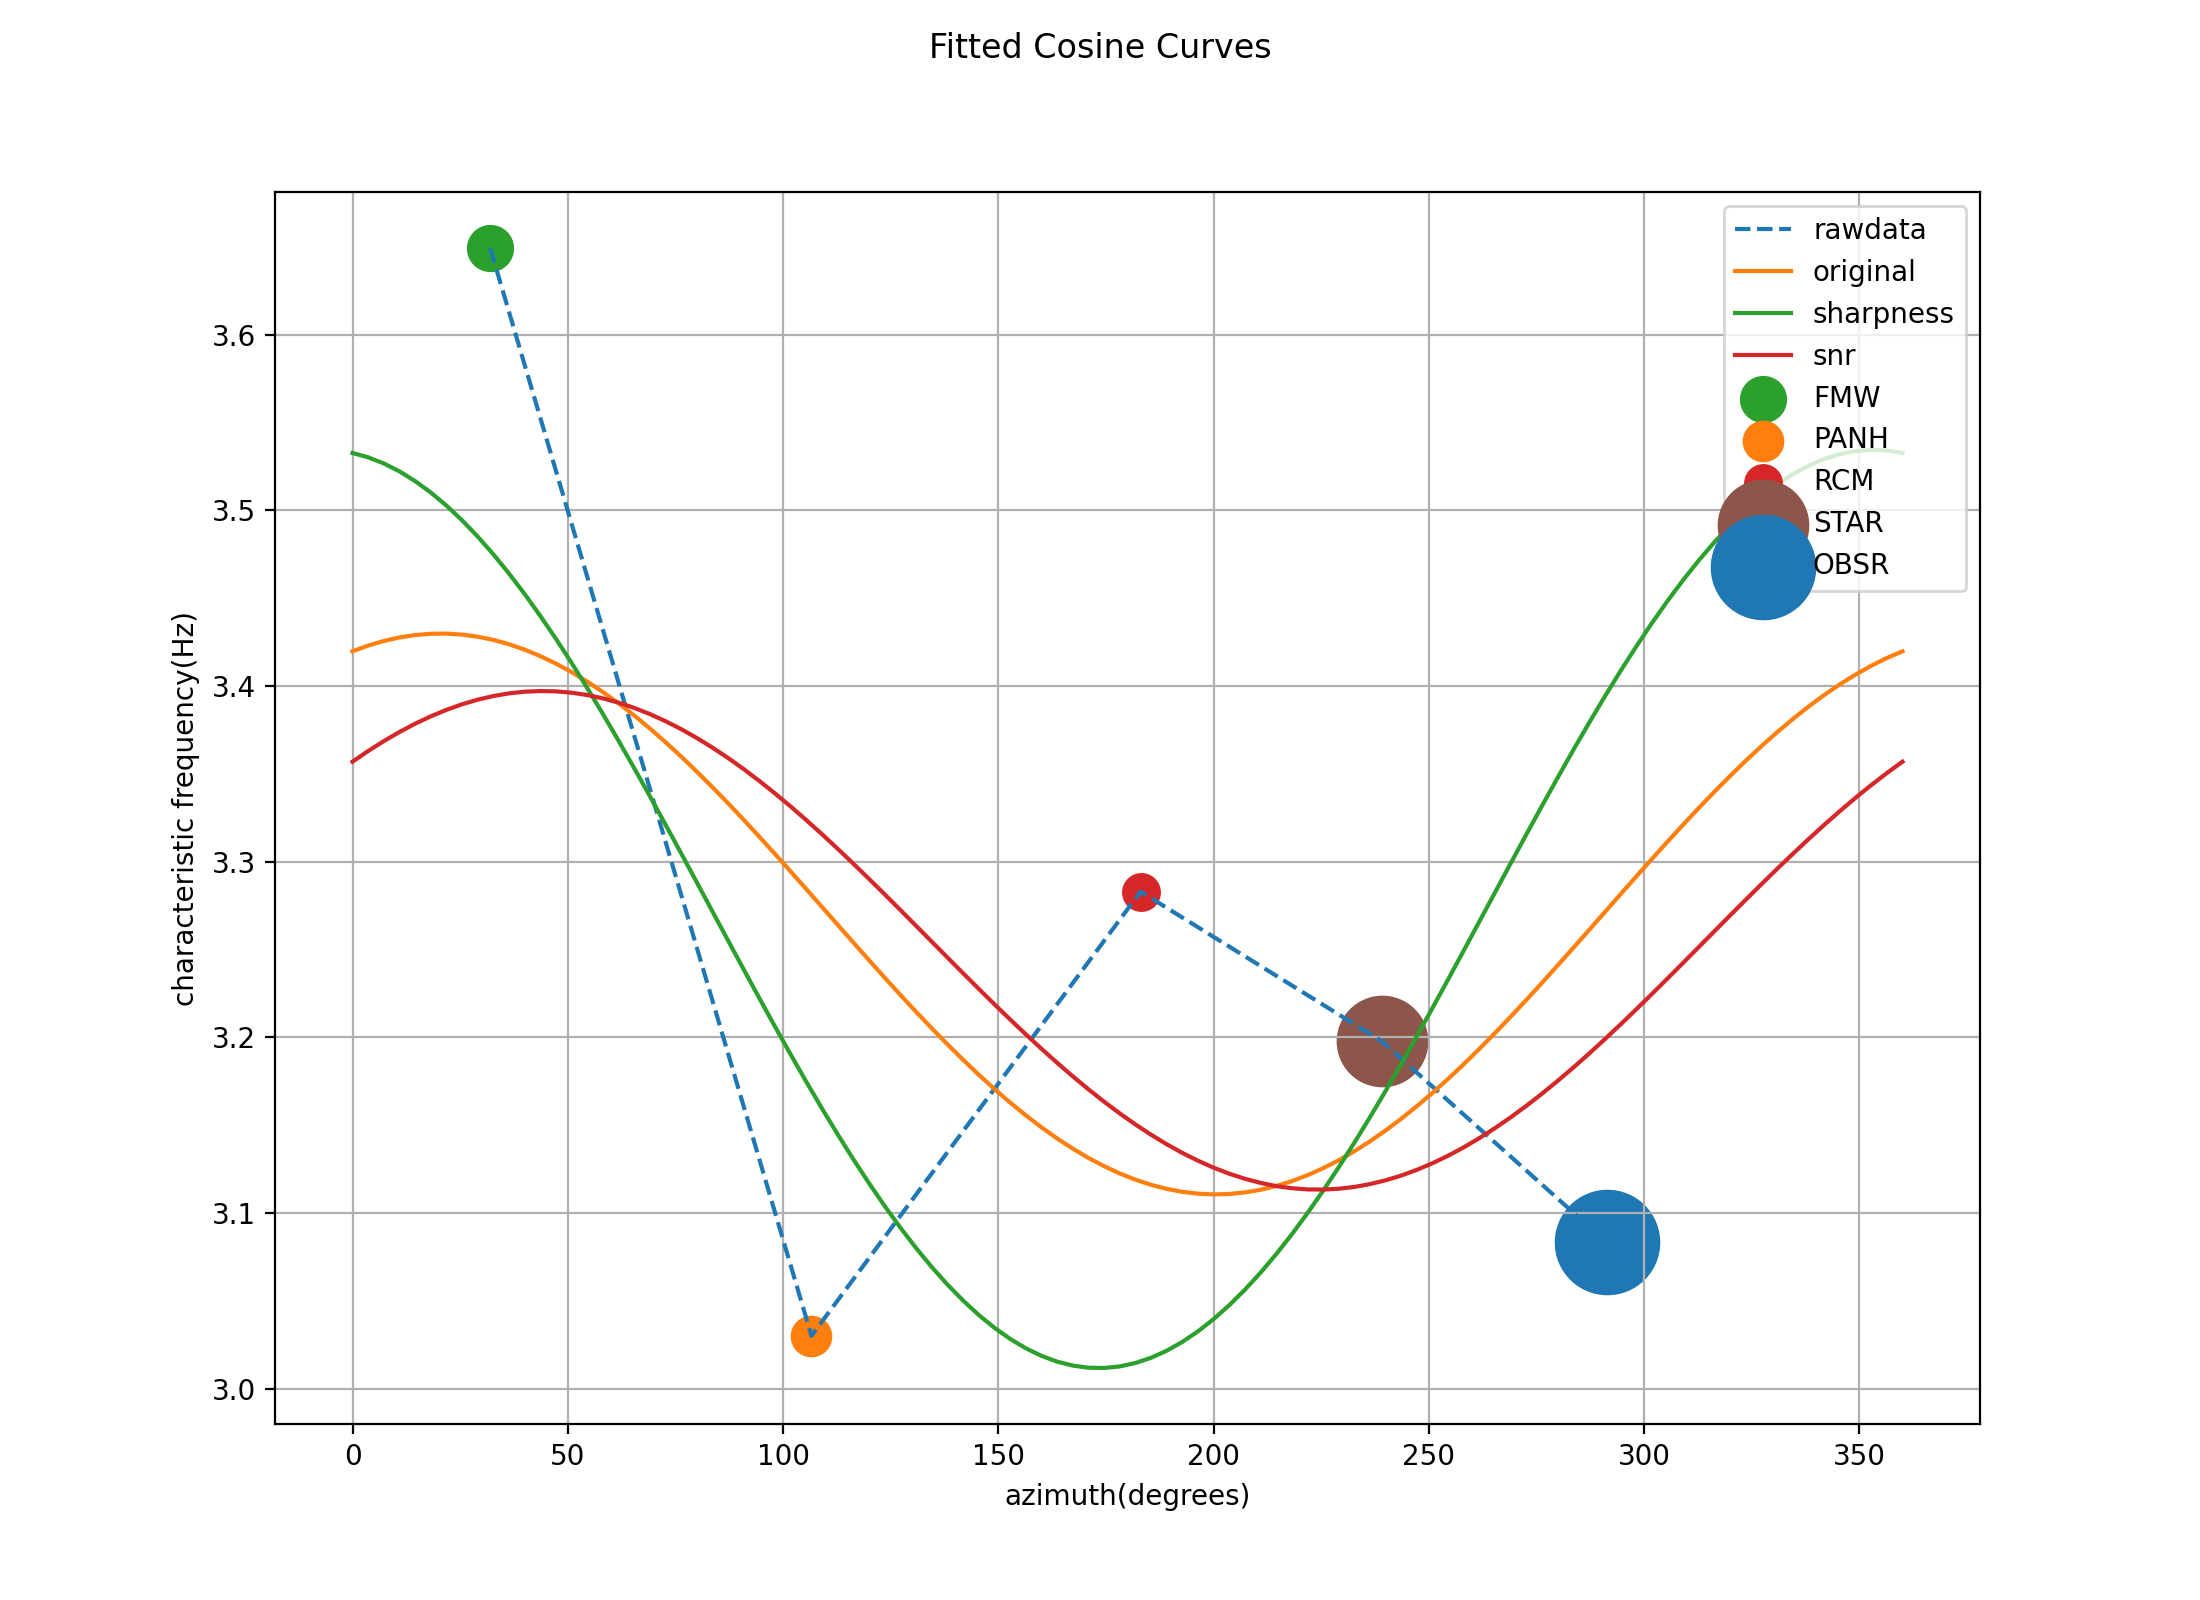 Fitted Cosine Curves
rawdata
original
sharpness
snr
FMW
PANH
RCM
STAR
OBSR
characteristic frequency(Hz)
3.6
3.5
3.4
3.3
3.2
3.1
3.0
0 50 100 150 200 250 300 350
azimuth(degrees)